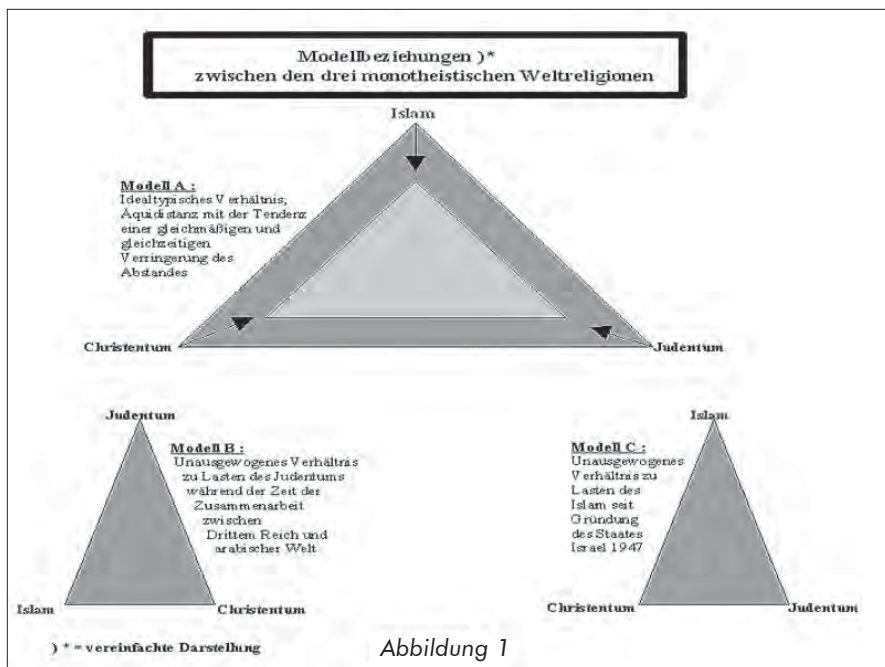 Modellbeziehungen )*
zwischen den drei monotheistischen Weltreligionen
Islam
Modell A :
Idealtypisches Verhältnis;
Äquidistanz mit der Tendenz
einer gleichmäßigen und
gleichzeitigen
Verringerung des
Abstandes
Christentum
Judentum
Judentum
Modell B :
Unausgewogenes Verhältnis
zu Lasten des Judentums
während der Zeit der
Zusammenarbeit
zwischen
Drittem Reich und
arabischer Welt
Islam
Christentum
Islam
Modell C :
Unausgewogenes
Verhältnis zu
Lasten des
Islam seit
Gründung
des Staates
Israel 1947
Christentum
Judentum
) * = vereinfachte Darstellung
Abbildung 1